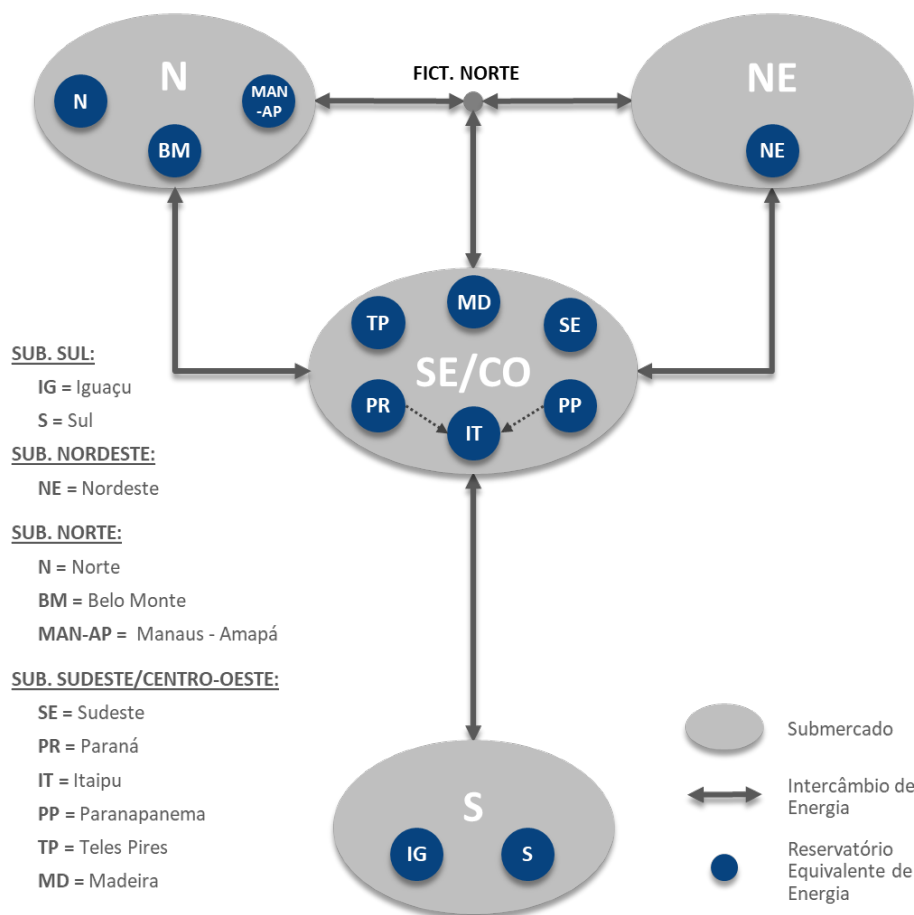 N
FICT. NORTE
NE
N
MAN
-AP
BM
NE
MD
TP
SE
SE/CO
PR
PP
IT
SUB. SUL:
IG = Iguaçu
S = Sul
SUB. NORDESTE:
NE = Nordeste
SUB. NORTE:
N = Norte
BM = Belo Monte
MAN-AP = Manaus - Amapá
SUB. SUDESTE/CENTRO-OESTE:
SE = Sudeste
PR = Paraná
IT = Itaipu
PP = Paranapanema
TP = Teles Pires
MD = Madeira
S
IG
S
Submercado
Intercâmbio de
Energia
Reservatório
Equivalente de
Energia